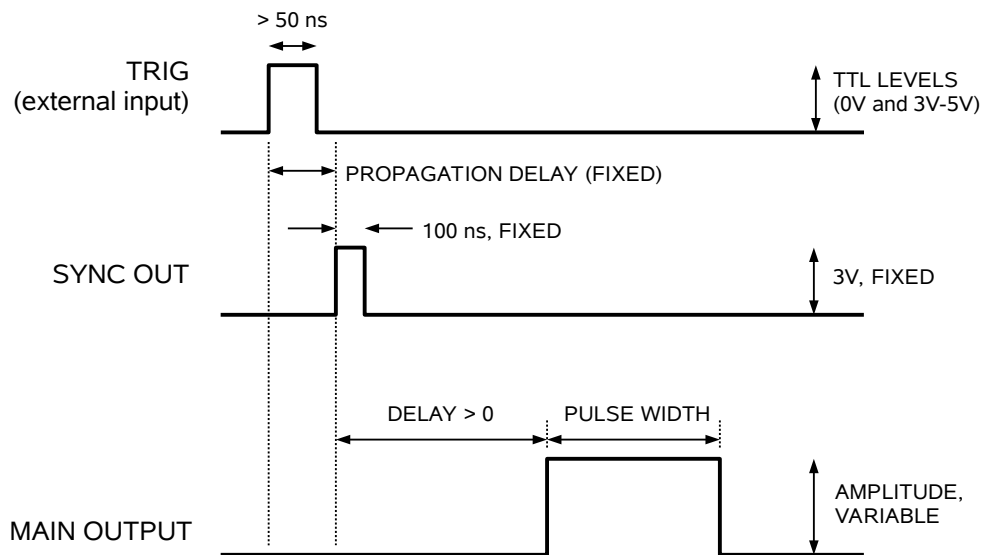 > 50 ns
TRIG
(external input)
TTL LEVELS
(0V and 3V-5V)
PROPAGATION DELAY (FIXED)
100 ns, FIXED
SYNC OUT
3V, FIXED
DELAY > 0
PULSE WIDTH
AMPLITUDE,
VARIABLE
MAIN OUTPUT